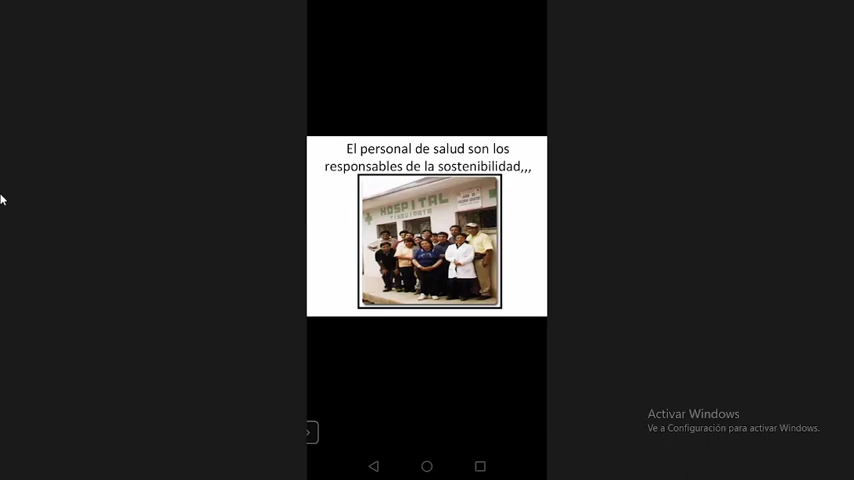 El personal de salud son los
responsables de la sostenibilidad,,,
HOSPITAL
Activar Windows
Ve a Configuración para activar Windows.